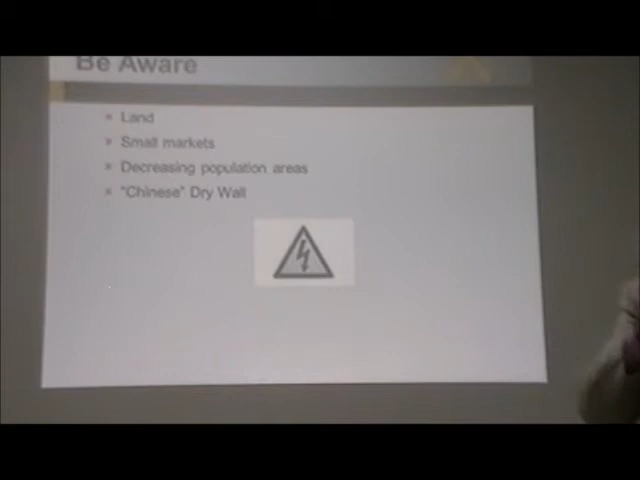 Be Aware
» Land
» Small markets
» Decreasing population areas
» "Chinese" Dry Wall